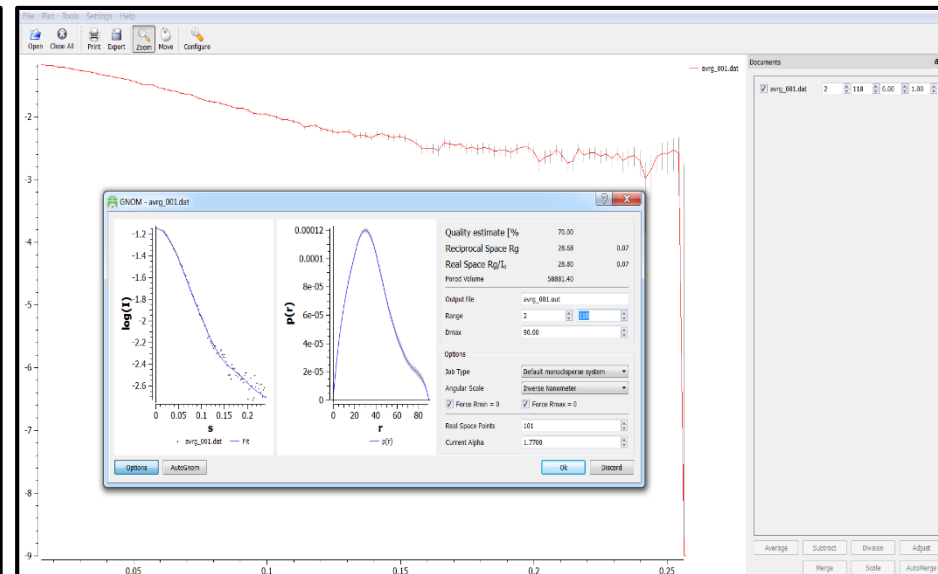 File Plot Tools Settings Help
Open Close All Print Export Zoom Move Configure
avrg_001.dat
Documents
avrg_001.dat 2 118 0.00 1.00
-2
-3
-4
-5
-6
-7
-8
-9
0.05 0.1 0.15 0.2 0.25
GNOM - avrg_001.dat
-1.2
-1.4
-1.6
-1.8
-2
-2.2
-2.4
-2.6
log(I)
0 0.05 0.1 0.15 0.2
s
avrg_001.dat Fit
0.00012
0.0001
8e-05
6e-05
4e-05
2e-05
0
p(r)
0 20 40 60 80
r
p(r)
Quality estimate [% 70.00
Reciprocal Space Rg 28.68 0.07
Real Space Rg/I₀ 28.80 0.07
Porod Volume 58881.40
Output file avrg_001.out
Range 2 118
Dmax 90.00
Options
Job Type Default monodisperse system
Angular Scale Inverse Nanometer
Force Rmin = 0 Force Rmax = 0
Real Space Points 101
Current Alpha 1.7700
Options AutoGnom Ok Discard
Average Subtract Division Adjust
Merge Scale AutoMerge